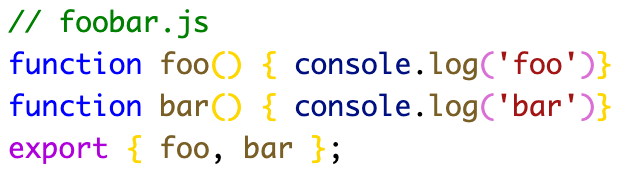 // foobar.js
function foo() { console.log('foo')}
function bar() { console.log('bar')}
export { foo, bar };